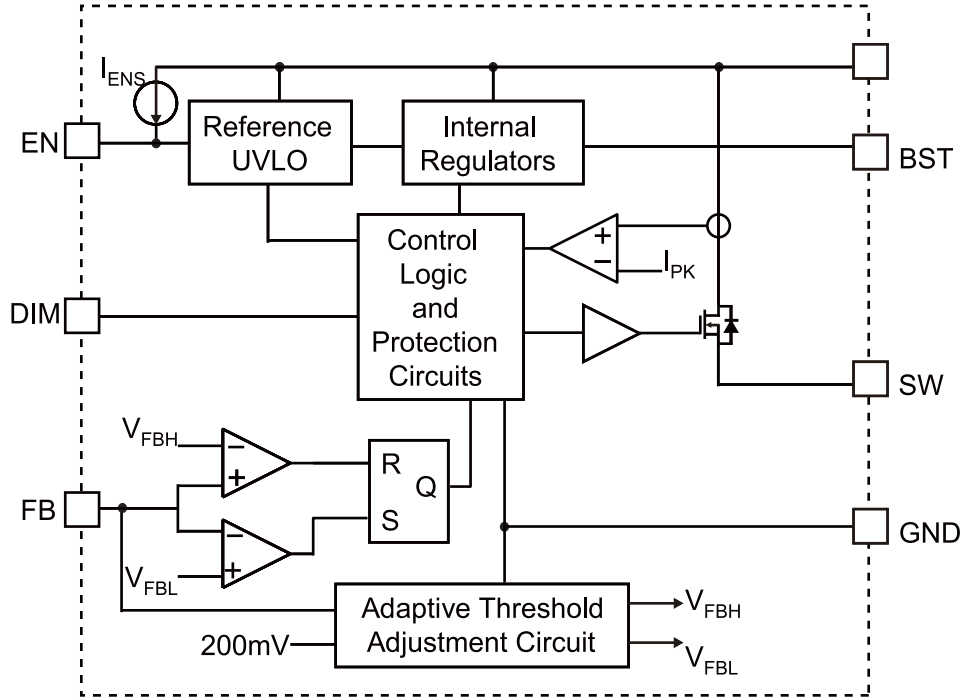 I_ENS
EN
Reference
UVLO
Internal
Regulators
BST
Control
Logic
and
Protection
Circuits
+
−
I_PK
DIM
SW
V_FBH
−
+
R
Q
S
FB
−
+
V_FBL
GND
Adaptive Threshold
Adjustment Circuit
V_FBH
200mV
V_FBL